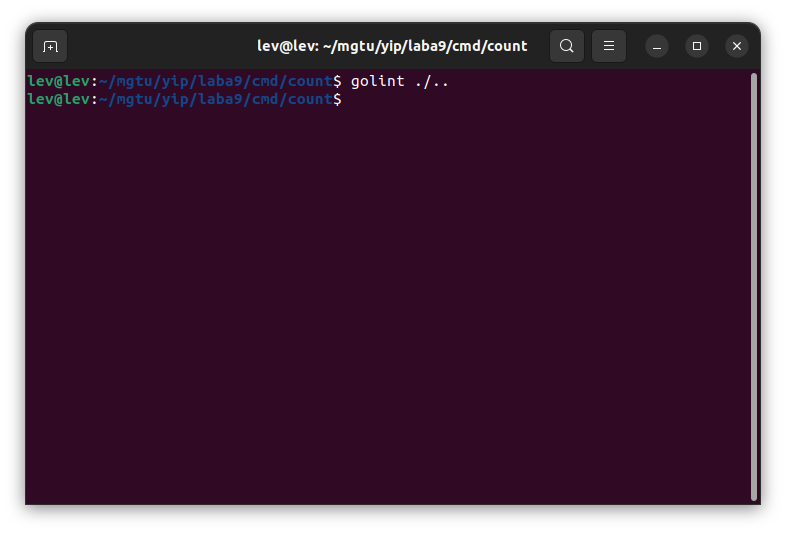 lev@lev: ~/mgtu/yip/laba9/cmd/count
lev@lev:~/mgtu/yip/laba9/cmd/count$ golint ./..
lev@lev:~/mgtu/yip/laba9/cmd/count$